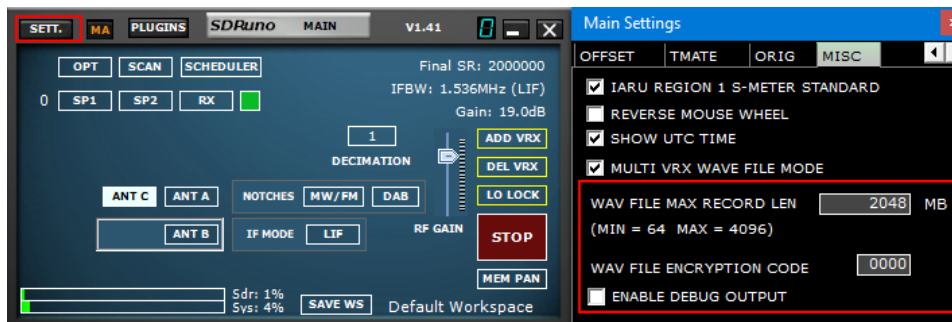 SETT. MA PLUGINS SDRuno MAIN V1.41 0
OPT SCAN SCHEDULER Final SR: 2000000
IFBW: 1.536MHz (LIF)
0 SP1 SP2 RX
Gain: 19.0dB
1 ADD VRX
DECIMATION
DEL VRX
ANT C ANT A NOTCHES MW/FM DAB LO LOCK
ANT B IF MODE LIF RF GAIN STOP
MEM PAN
Sdr: 1%
Sys: 4% SAVE WS Default Workspace
Main Settings
OFFSET TMATE ORIG MISC
IARU REGION 1 S-METER STANDARD
REVERSE MOUSE WHEEL
SHOW UTC TIME
MULTI VRX WAVE FILE MODE
WAV FILE MAX RECORD LEN 2048 MB
(MIN = 64 MAX = 4096)
WAV FILE ENCRYPTION CODE 0000
ENABLE DEBUG OUTPUT